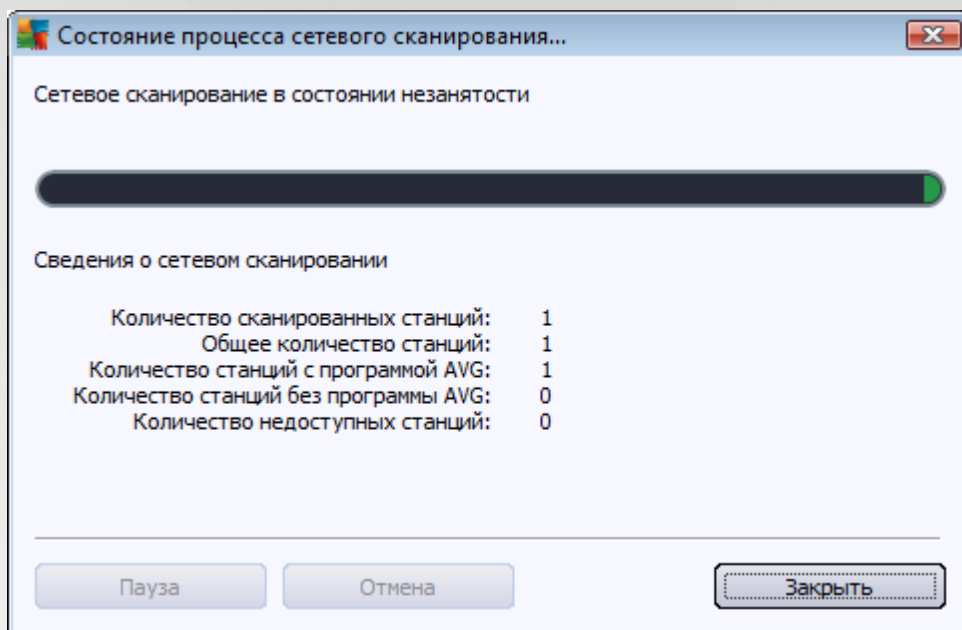 Состояние процесса сетевого сканирования...
Сетевое сканирование в состоянии незанятости
Сведения о сетевом сканировании
Количество сканированных станций: 1
Общее количество станций: 1
Количество станций с программой AVG: 1
Количество станций без программы AVG: 0
Количество недоступных станций: 0
Пауза Отмена Закрыть